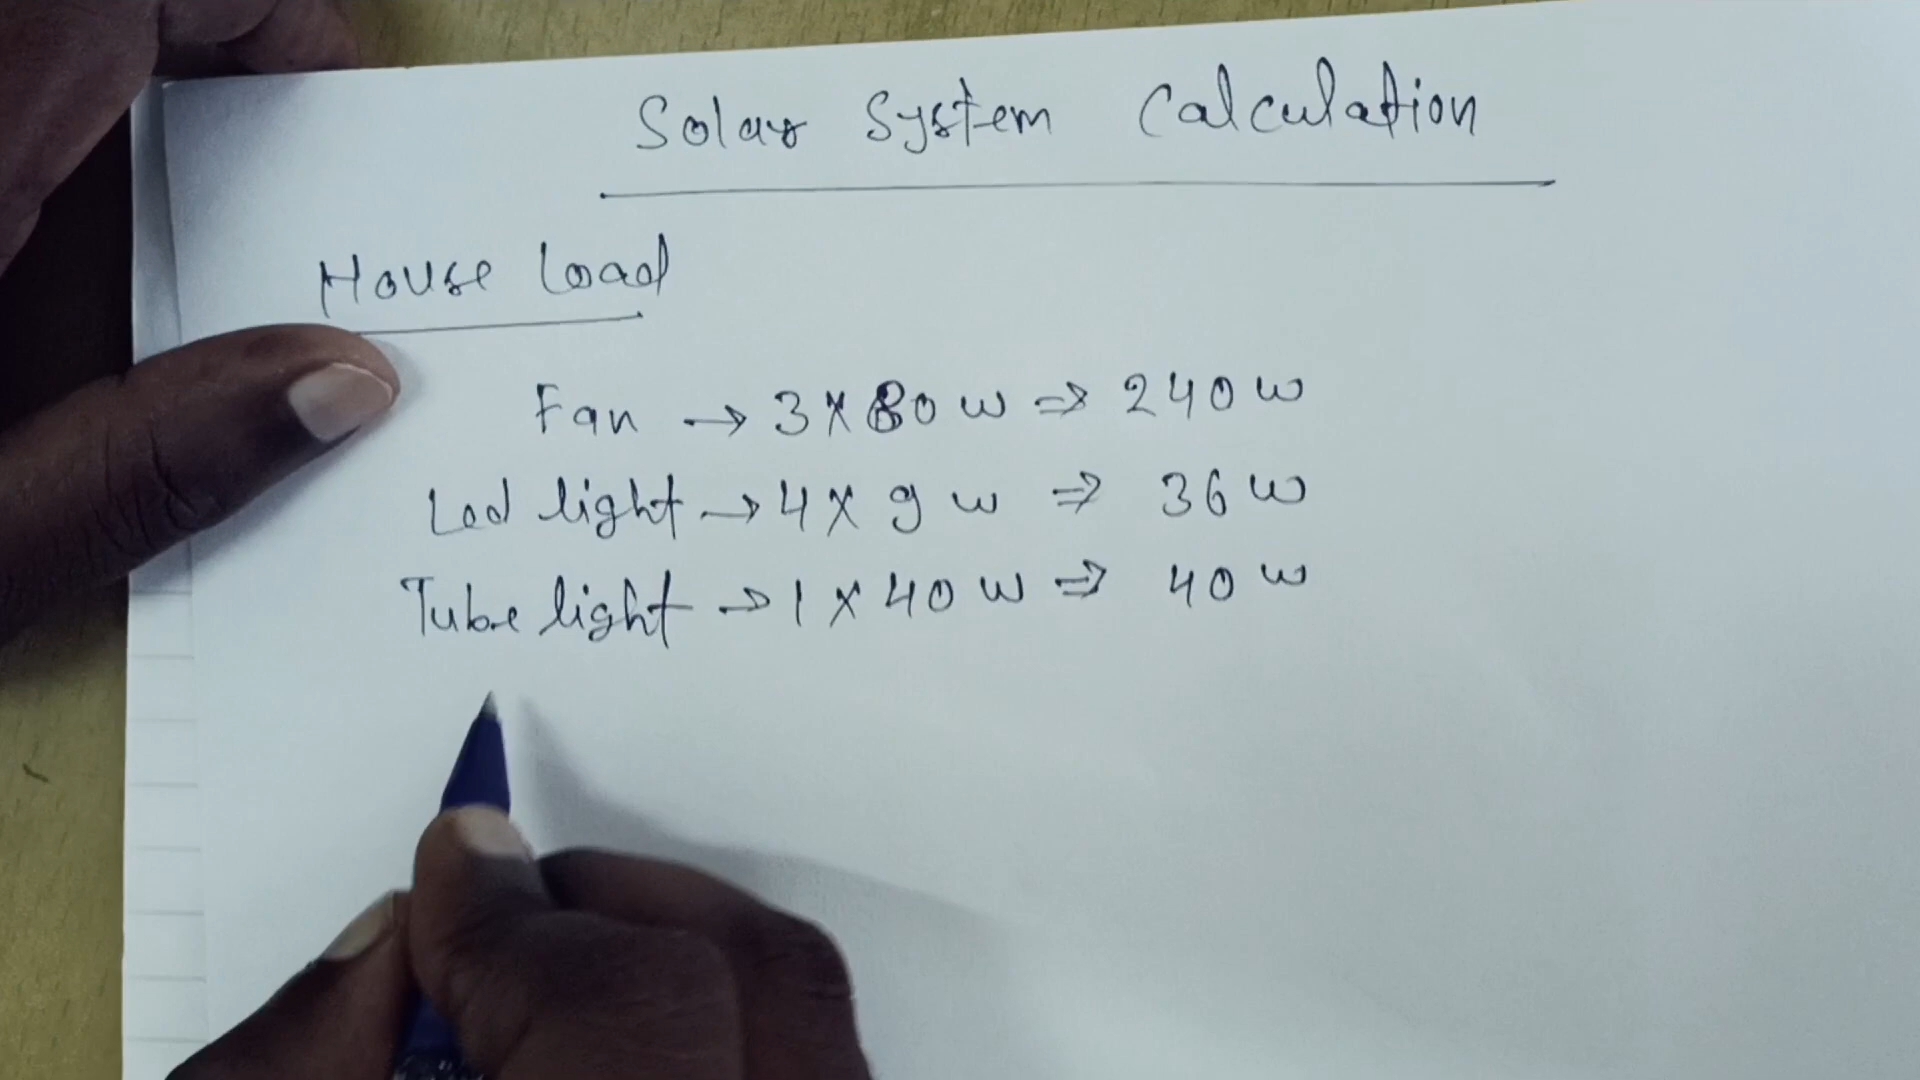 Solar System Calculation
House Load
Fan → 3 × 80 w ⇒ 240 w
Led light → 4 × 9 w ⇒ 36 w
Tube light → 1 × 40 w ⇒ 40 w